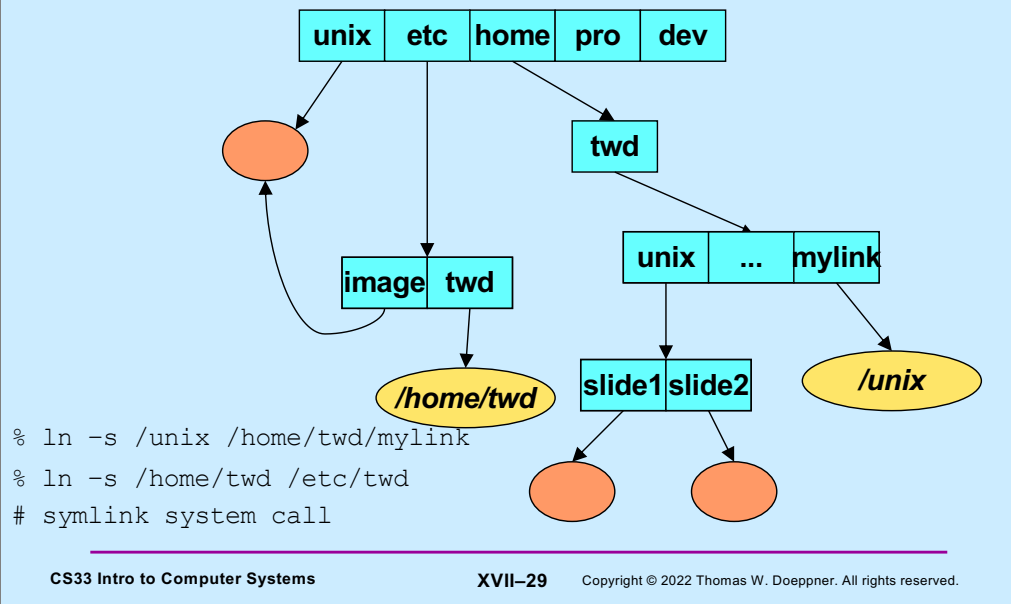 unix etc home pro dev
twd
unix ... mylink
image twd
slide1 slide2
/unix
/home/twd
% ln –s /unix /home/twd/mylink
% ln –s /home/twd /etc/twd
# symlink system call
CS33 Intro to Computer Systems XVII–29 Copyright © 2022 Thomas W. Doeppner. All rights reserved.